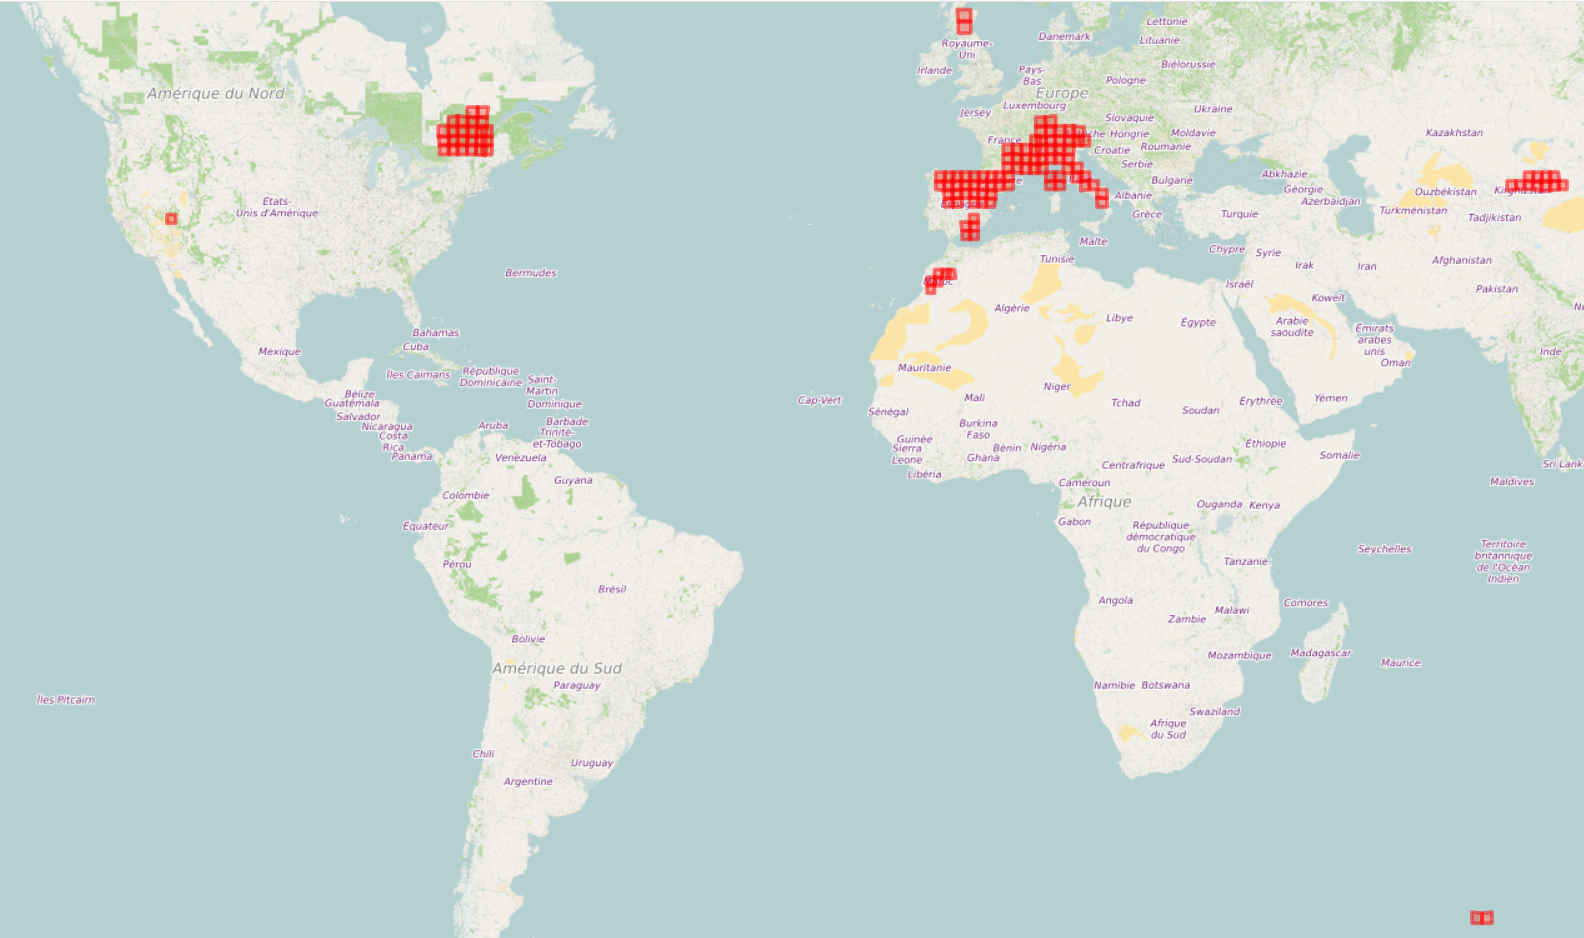 Lettonie
Danemark
Lituanie
Royaume-
Uni
Biélorussie
Irlande
Pays-
Bas
Pologne
Amérique du Nord
Europe
Luxembourg
Jersey
Ukraine
Slovaquie
France
che
Hongrie
Moldavie
Kazakhstan
Croatie
Roumanie
Serbie
Abkhazie
Bulgarie
Géorgie
Ouzbékistan
Albanie
Azerbaïdjan
États-
Unis d'Amérique
Grèce
Turquie
Turkménistan
Tadjikistan
Malte
Chypre
Syrie
Tunisie
Irak
Iran
Afghanistan
Bermudes
Israël
Pakistan
Koweït
Algérie
Libye
Égypte
Arabie
saoudite
Émirats
arabes
unis
Bahamas
Cuba
Mexique
Inde
Oman
Îles Caïmans
République
Dominicaine
Saint-
Martin
Mauritanie
Niger
Bélize
Guatémala
Dominique
Cap-Vert
Mali
Tchad
Érythrée
Yémen
Salvador
Nicaragua
Aruba
Barbade
Trinité-
et-Tobago
Sénégal
Soudan
Costa
Rica
Panama
Venezuela
Guinée
Sierra
Leone
Burkina
Faso
Bénin
Nigéria
Ghana
Éthiopie
Somalie
Libéria
Centrafrique
Sud-Soudan
Sri Lank
Guyana
Colombie
Cameroun
Maldives
Afrique
Ouganda
Kenya
Équateur
Gabon
République
démocratique
du Congo
Seychelles
Territoire
britannique
de l'Océan
Indien
Pérou
Tanzanie
Brésil
Angola
Malawi
Comores
Zambie
Bolivie
Amérique du Sud
Mozambique
Madagascar
Maurice
Paraguay
Namibie
Botswana
Îles Pitcairn
Swaziland
Afrique
du Sud
Chili
Uruguay
Argentine